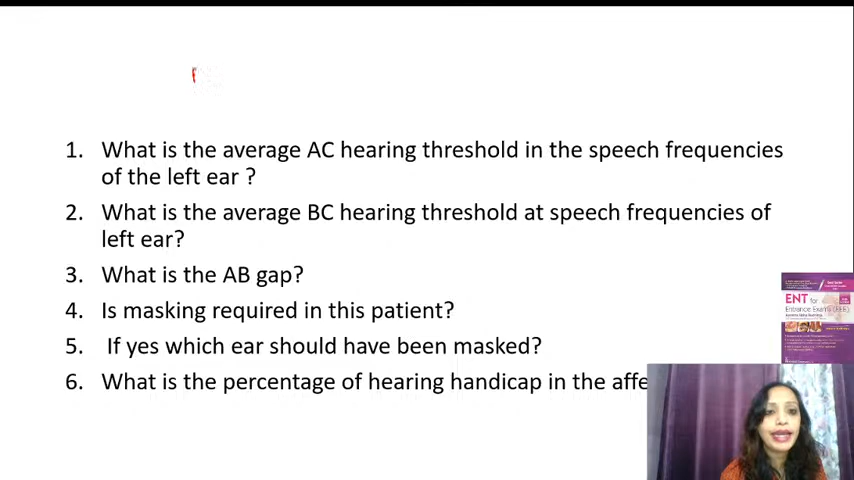 1. What is the average AC hearing threshold in the speech frequencies
of the left ear ?
2. What is the average BC hearing threshold at speech frequencies of
left ear?
3. What is the AB gap?
4. Is masking required in this patient?
5. If yes which ear should have been masked?
6. What is the percentage of hearing handicap in the affe
ENT for
Entrance Exams (EEE)